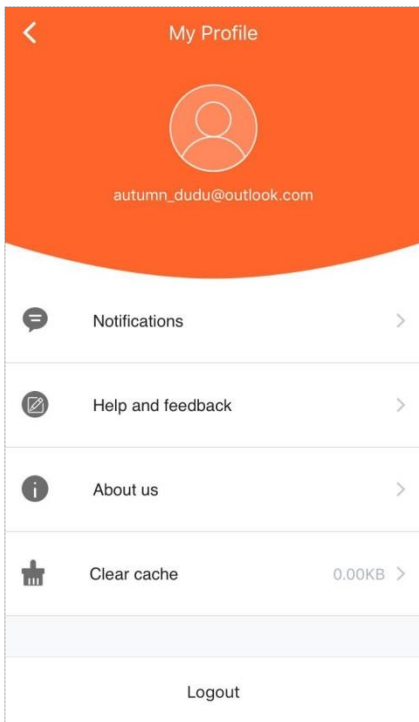 My Profile
autumn_dudu@outlook.com
Notifications
Help and feedback
About us
Clear cache 0.00KB
Logout